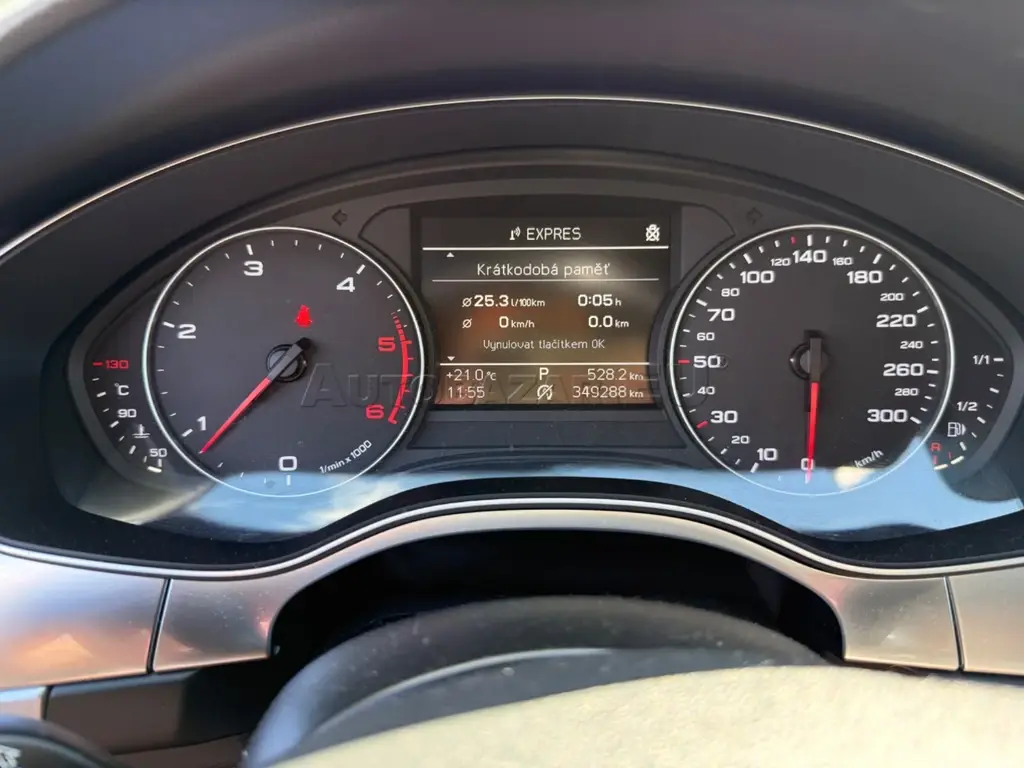 EXPRES
Krátkodobá paměť
⌀ 25.3 l/100km 0:05 h
⌀ 0 km/h 0.0 km
Vynulovat tlačítkem OK
+21.0 °C P 528.2 km
11:55 349288 km
130
°C
90
50
0
1
2
3
4
5
6
1/min x 1000
0
10
20
30
40
50
60
70
80
100
120
140
160
180
200
220
240
260
280
300
km/h
1/1
1/2
R
AUTOBAZAR.EU